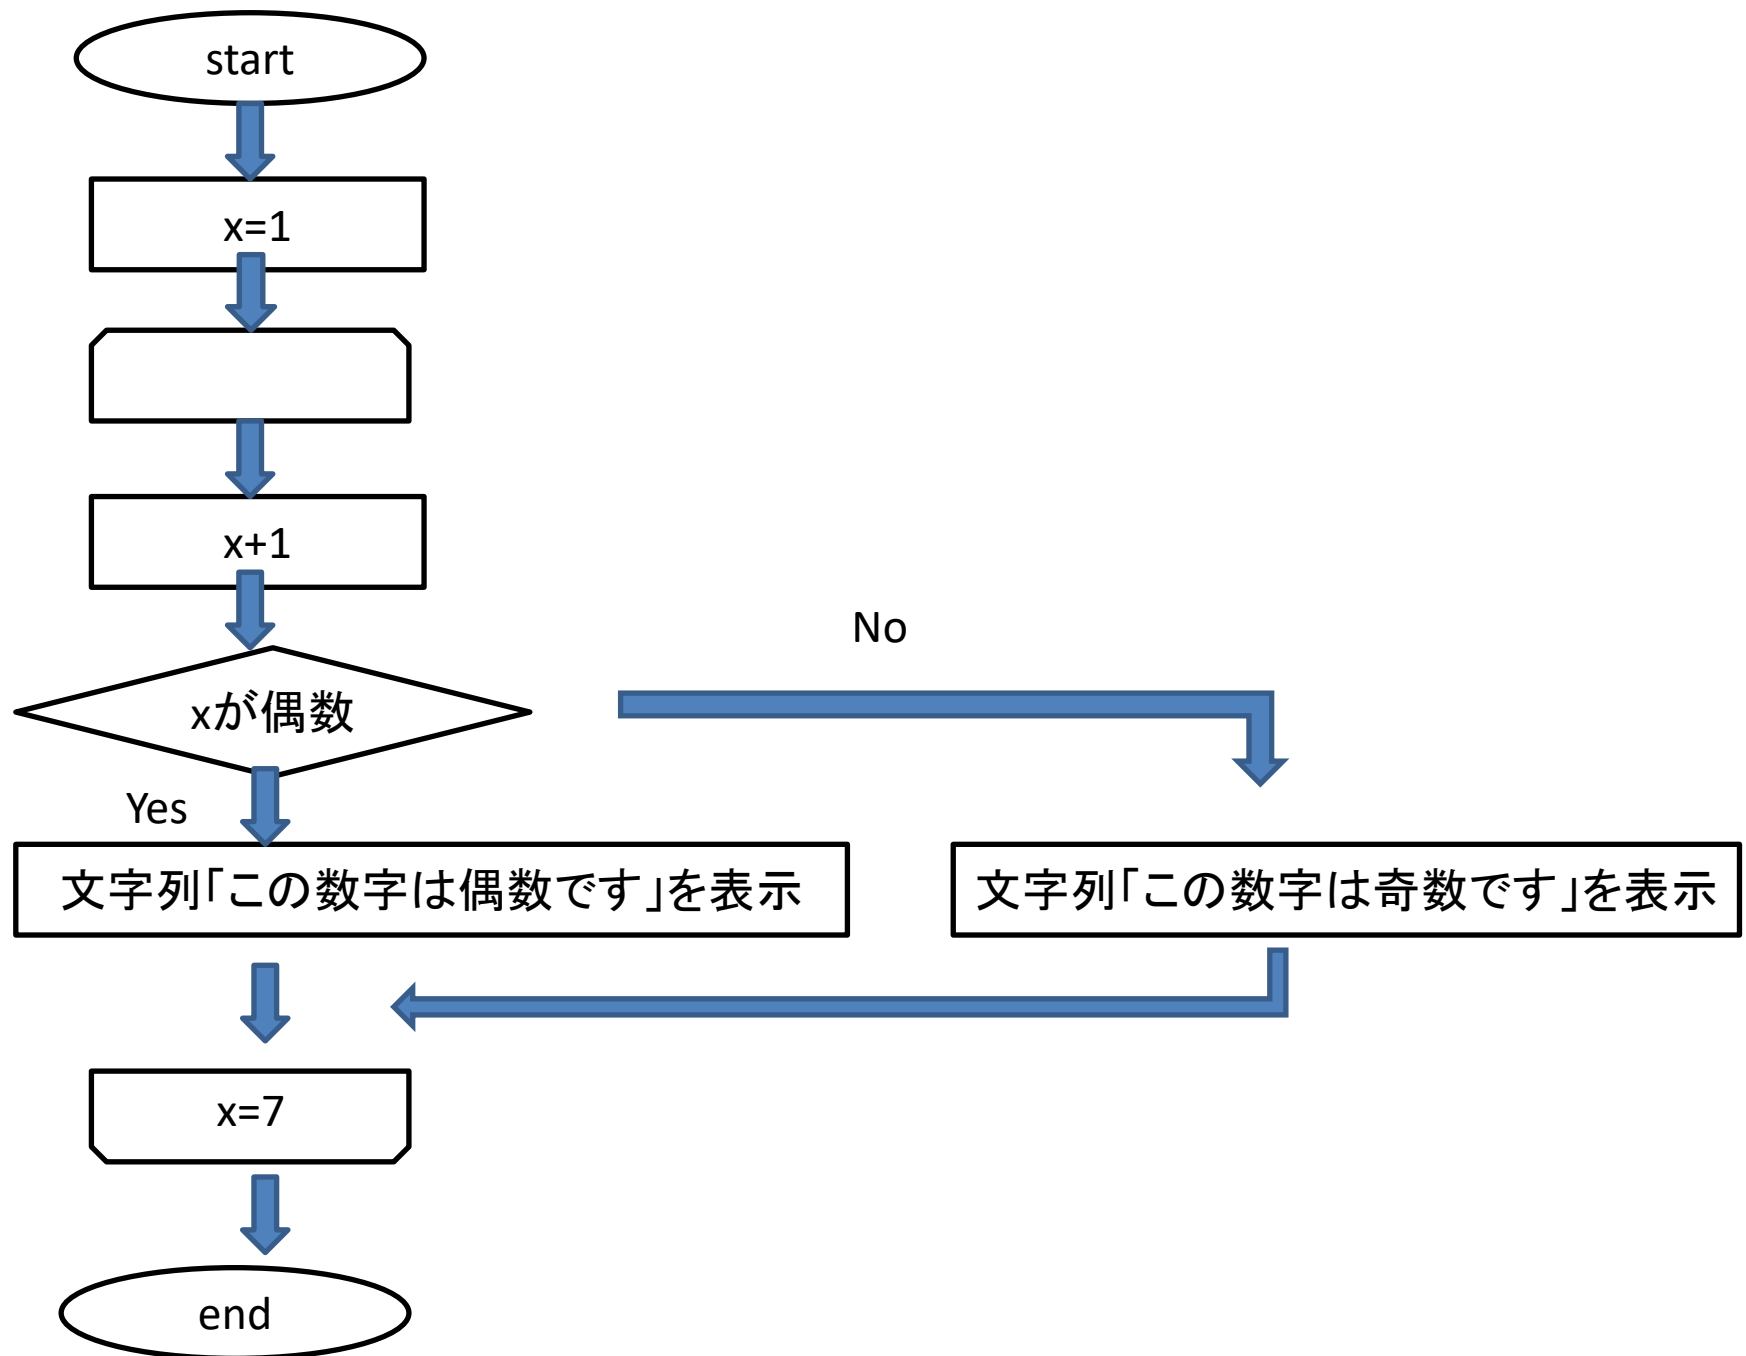 start
x=1
x+1
No
xが偶数
Yes
文字列「この数字は偶数です」を表示
文字列「この数字は奇数です」を表示
x=7
end